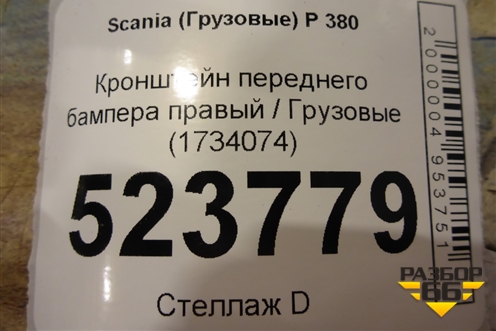 Scania (Грузовые) P 380
Кронштейн переднего
бампера правый / Грузовые
(1734074)
523779
Стеллаж D
2000004953751
РАЗБОР
66